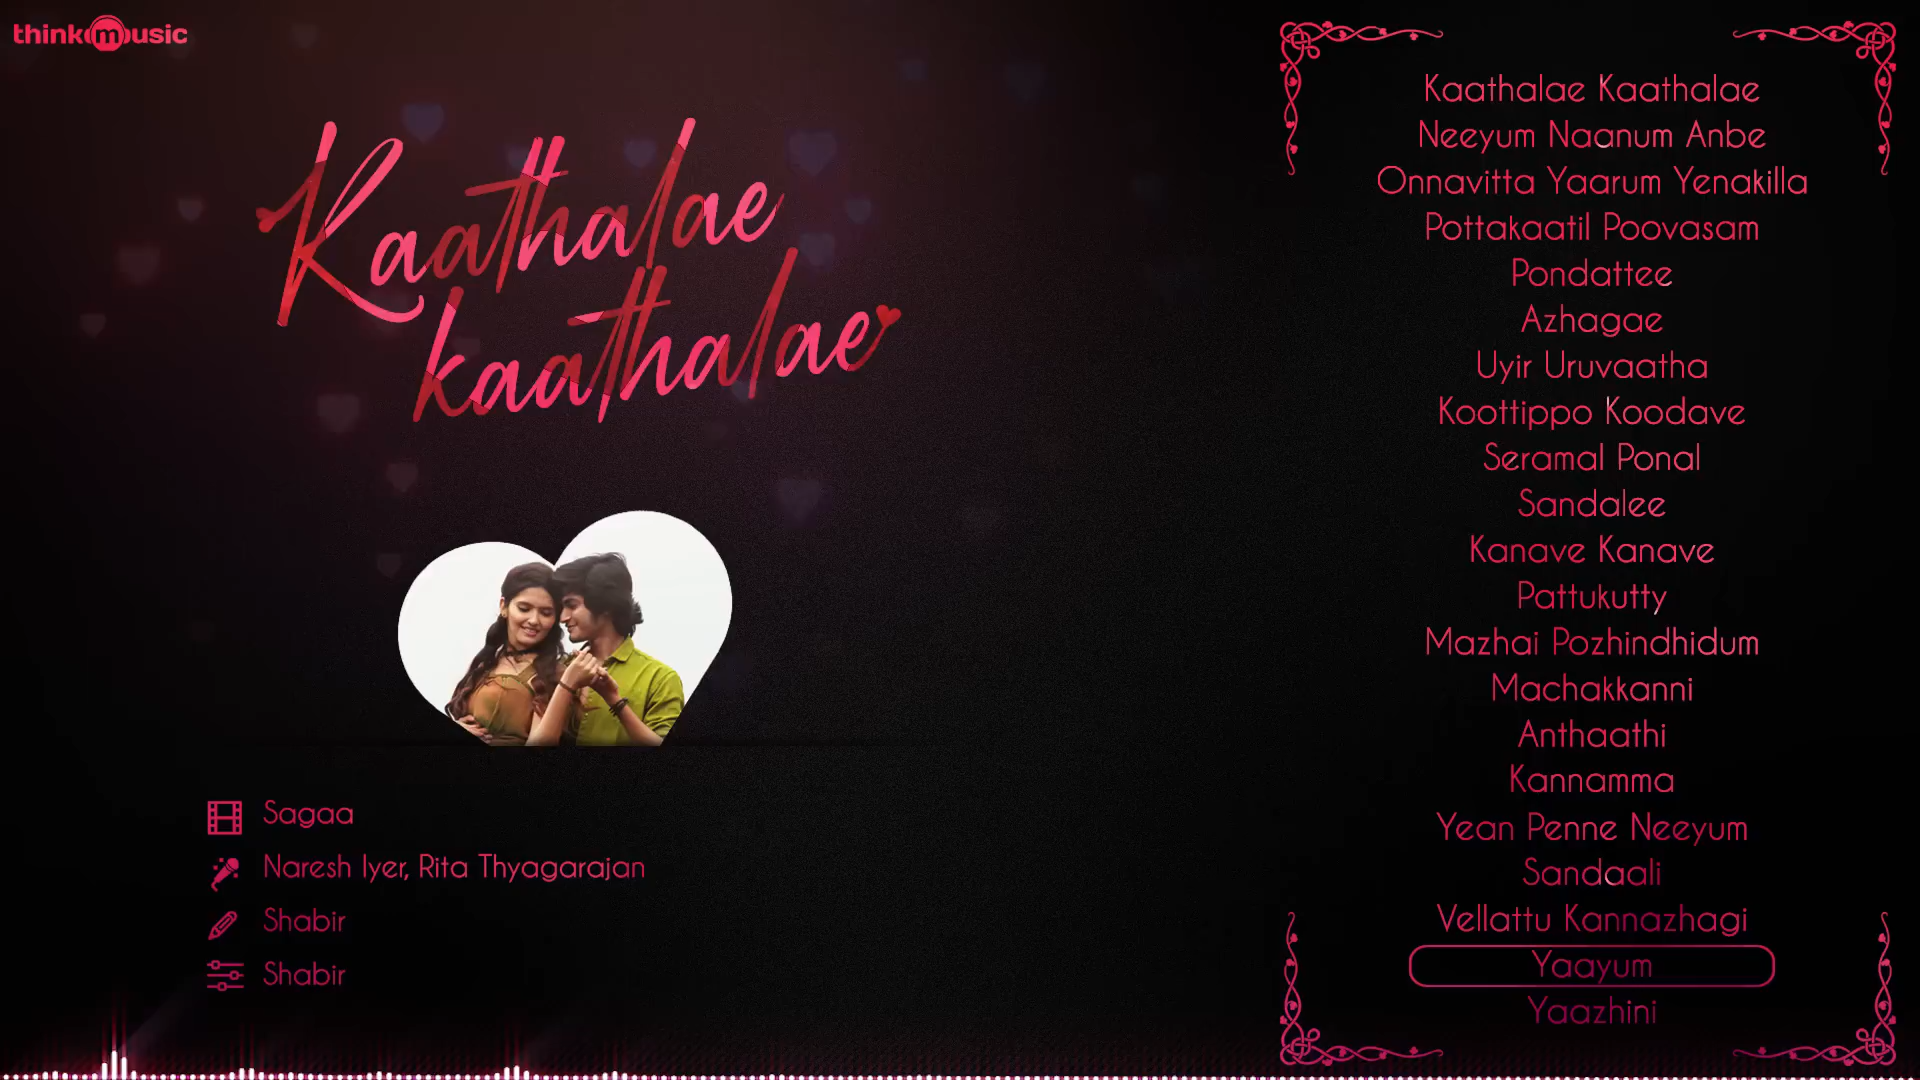 thinkmusic
Kaathalae
kaathalae
Sagaa
Naresh Iyer, Rita Thyagarajan
Shabir
Shabir
Kaathalae Kaathalae
Neeyum Naanum Anbe
Onnavitta Yaarum Yenakilla
Pottakaatil Poovasam
Pondattee
Azhagae
Uyir Uruvaatha
Koottippo Koodave
Seramal Ponal
Sandalee
Kanave Kanave
Pattukutty
Mazhai Pozhindhidum
Machakkanni
Anthaathi
Kannamma
Yean Penne Neeyum
Sandaali
Vellattu Kannazhagi
Yaayum
Yaazhini